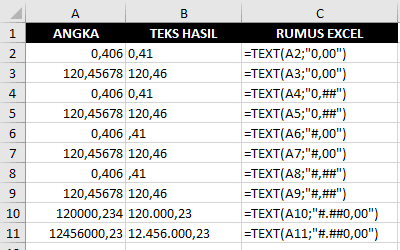 A B C
1 ANGKA TEKS HASIL RUMUS EXCEL
2 0,406 0,41 =TEXT(A2;"0,00")
3 120,45678 120,46 =TEXT(A3;"0,00")
4 0,406 0,41 =TEXT(A4;"0,##")
5 120,45678 120,46 =TEXT(A5;"0,##")
6 0,406 ,41 =TEXT(A6;"#,00")
7 120,45678 120,46 =TEXT(A7;"#,00")
8 0,406 ,41 =TEXT(A8;"#,##")
9 120,45678 120,46 =TEXT(A9;"#,##")
10 120000,234 120.000,23 =TEXT(A10;"#.##0,00")
11 12456000,23 12.456.000,23 =TEXT(A11;"#.##0,00")